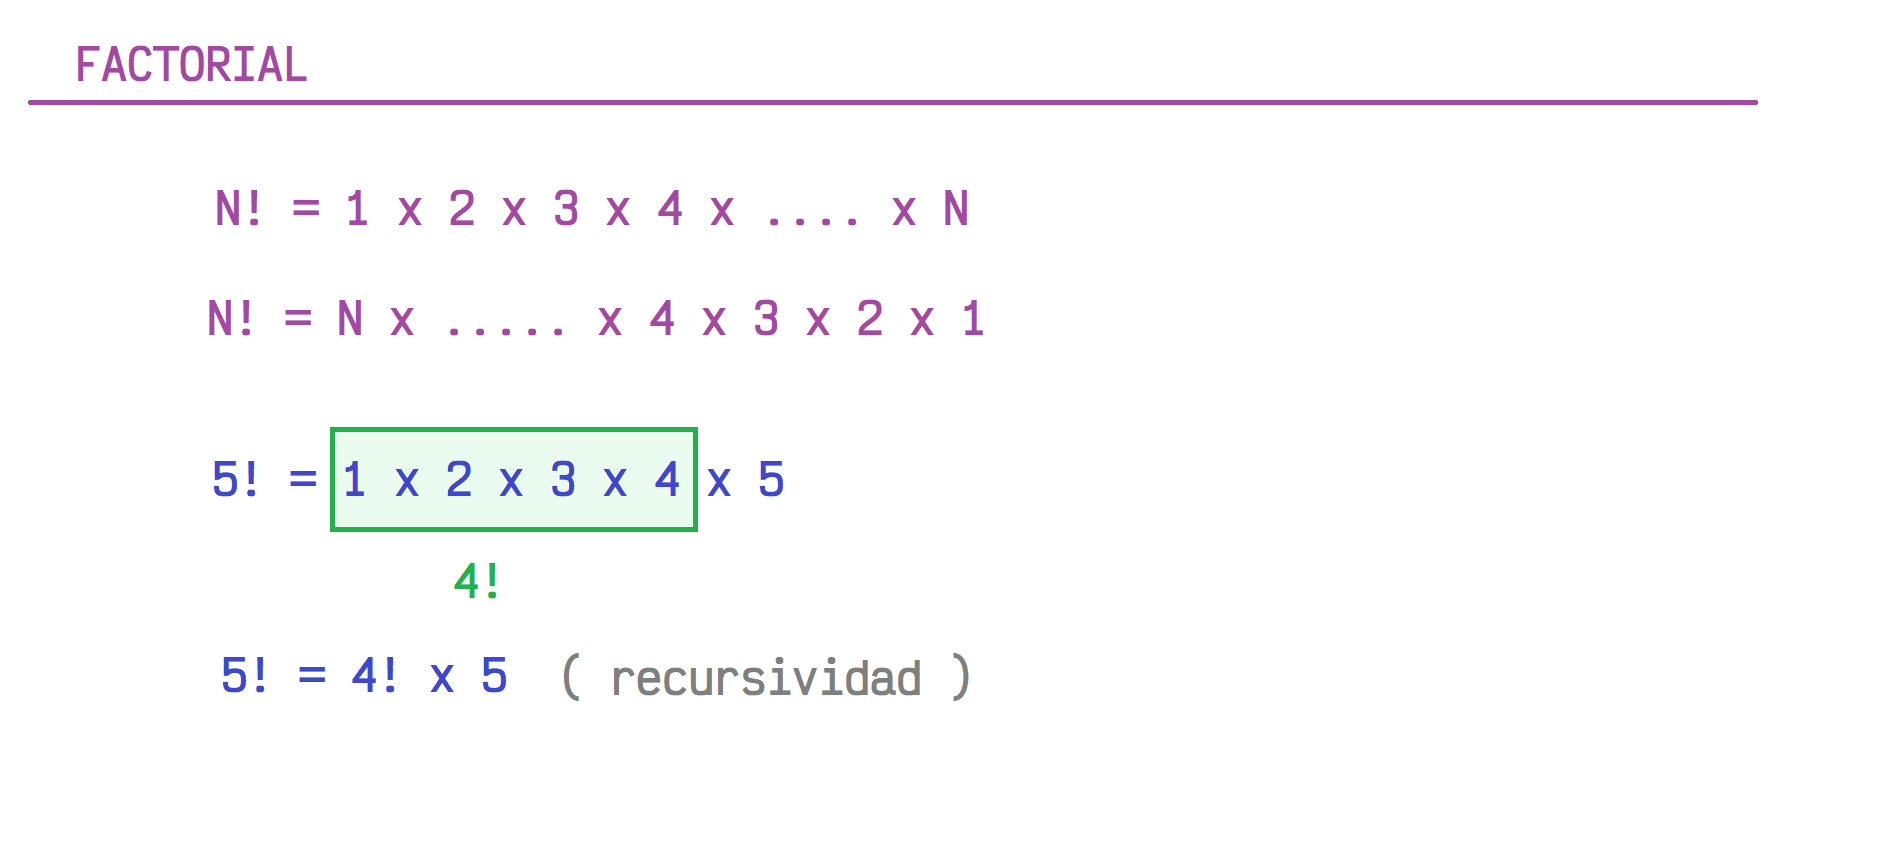 FACTORIAL
N! = 1 x 2 x 3 x 4 x .... x N
N! = N x ..... x 4 x 3 x 2 x 1
5! = 1 x 2 x 3 x 4 x 5
4!
5! = 4! x 5 ( recursividad )